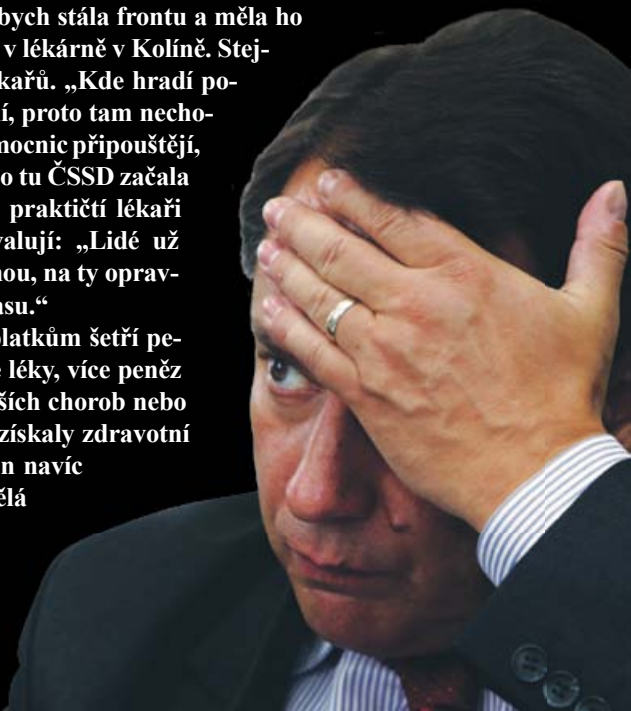 bych stála frontu a měla ho
v lékárně v Kolíně. Stej-
kařů. „Kde hradí po-
í, proto tam necho-
mocnic připouštějí,
o tu ČSSD začala
praktičtí lékaři
valují: „Lidé už
nou, na ty oprav-
asu.“
platkům šetří pe-
e léky, více peněz
ších chorob nebo
získaly zdravotní
n navíc
ělá